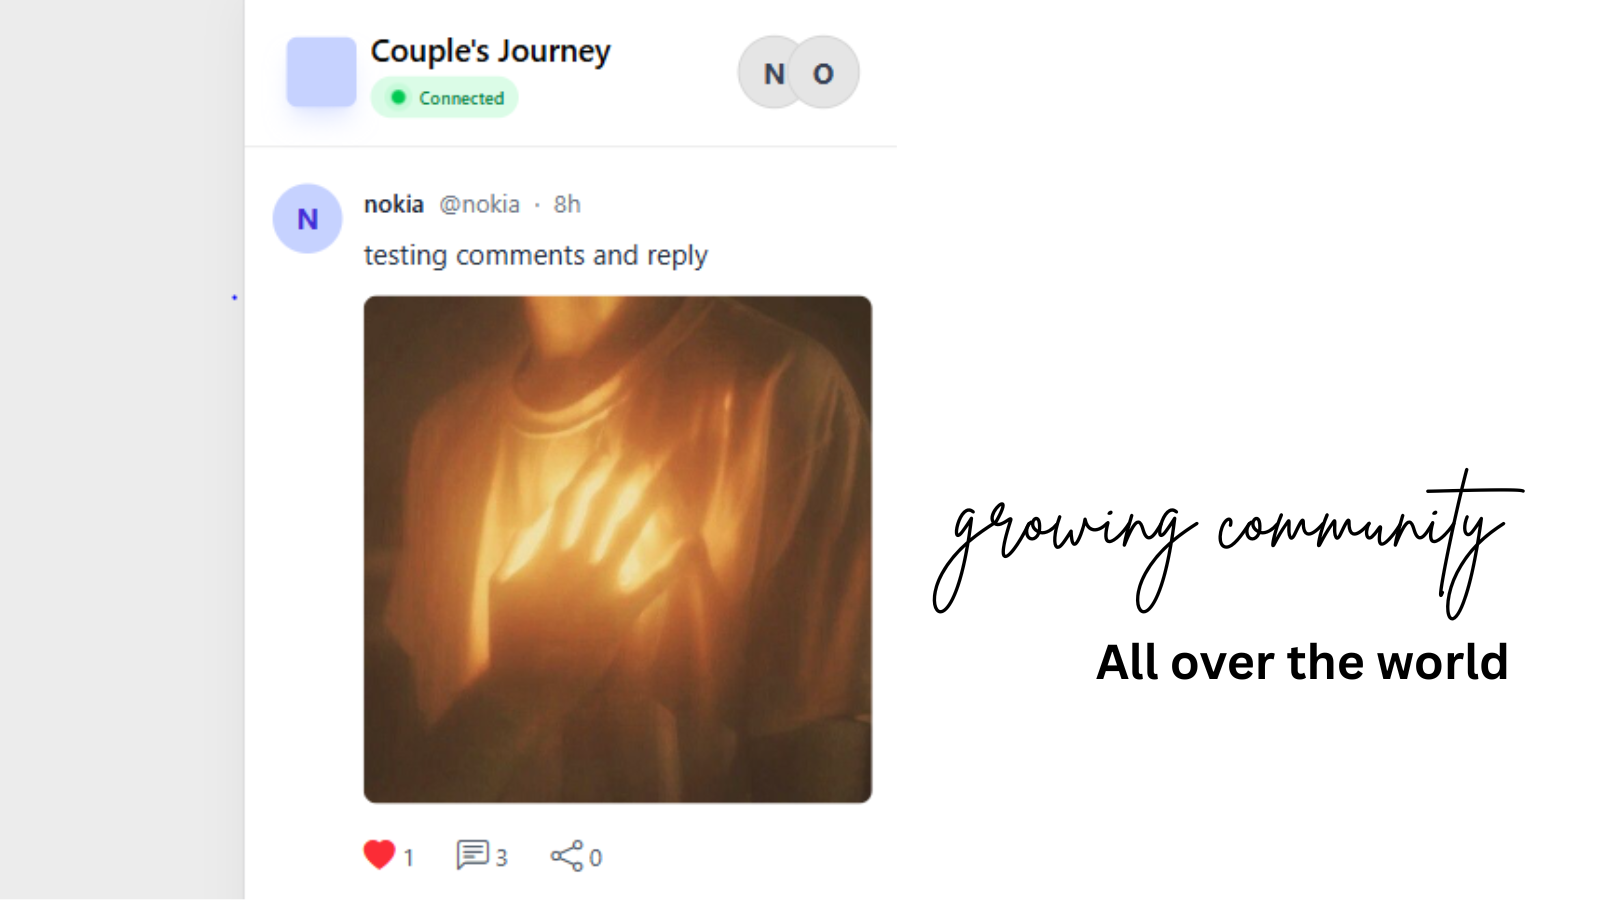 Couple's Journey
Connected
N O
N
nokia @nokia · 8h
testing comments and reply
1 3 0
growing community
All over the world